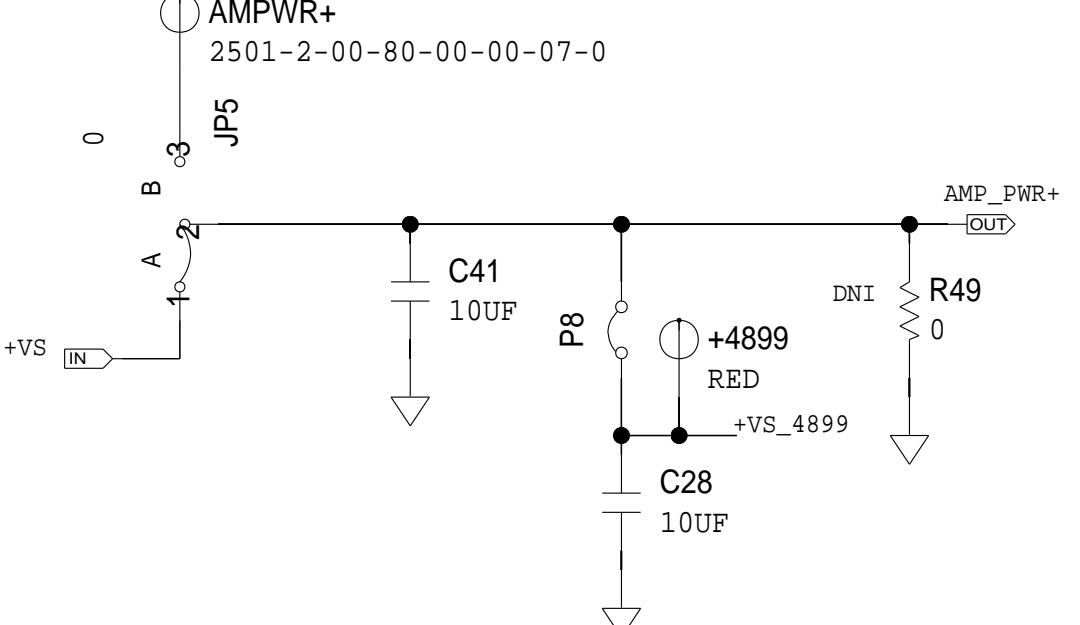 AMPWR+
2501-2-00-80-00-00-07-0
JP5
0
3
B
2
A
1
+VS
IN
AMP_PWR+
OUT
C41
10UF
P8
+4899
RED
DNI
R49
0
+VS_4899
C28
10UF